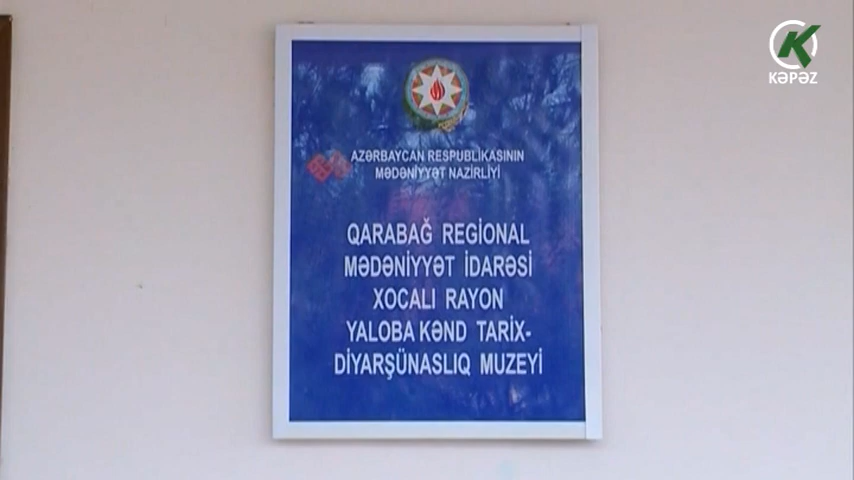 KƏPƏZ
AZƏRBAYCAN RESPUBLİKASININ
MƏDƏNİYYƏT NAZİRLİYİ
QARABAĞ REGİONAL
MƏDƏNİYYƏT İDARƏSİ
XOCALI RAYON
YALOBA KƏND TARİX-
DİYARŞÜNASLIQ MUZEYİ